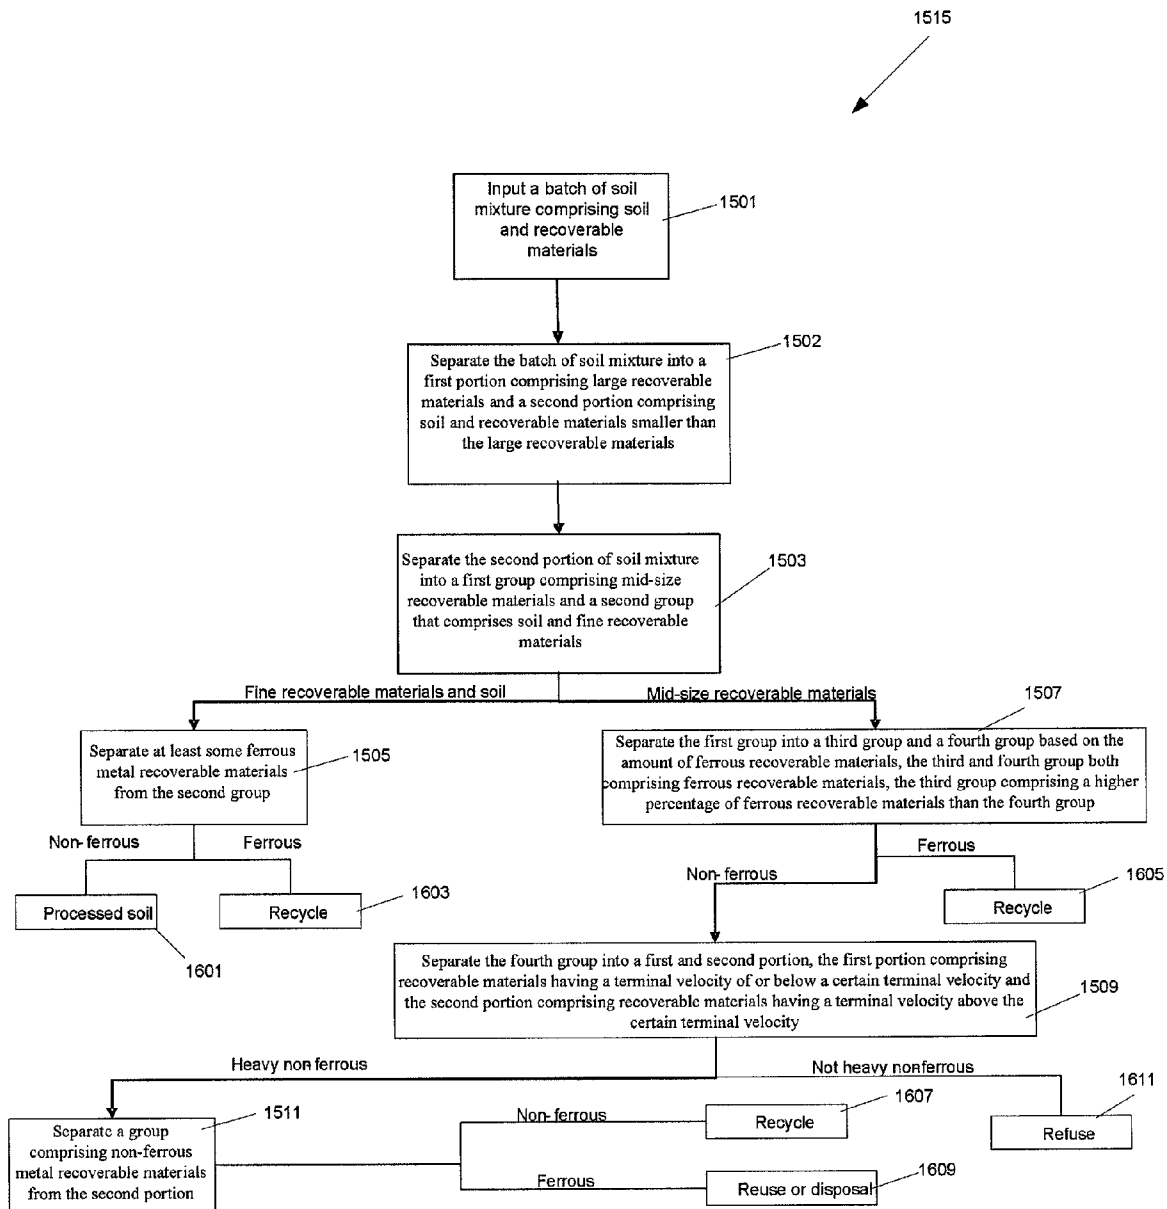 1515
Input a batch of soil
mixture comprising soil
and recoverable
materials
1501
Separate the batch of soil mixture into a
first portion comprising large recoverable
materials and a second portion comprising
soil and recoverable materials smaller than
the large recoverable materials
1502
Separate the second portion of soil mixture
into a first group comprising mid-size
recoverable materials and a second group
that comprises soil and fine recoverable
materials
1503
Fine recoverable materials and soil
Mid-size recoverable materials
Separate at least some ferrous
metal recoverable materials
from the second group
1505
Separate the first group into a third group and a fourth group based on the
amount of ferrous recoverable materials, the third and fourth group both
comprising ferrous recoverable materials, the third group comprising a higher
percentage of ferrous recoverable materials than the fourth group
1507
Non-ferrous
Ferrous
Processed soil
1601
Recycle
1603
Non- ferrous
Ferrous
Recycle
1605
Separate the fourth group into a first and second portion, the first portion comprising
recoverable materials having a terminal velocity of or below a certain terminal velocity and
the second portion comprising recoverable materials having a terminal velocity above the
certain terminal velocity
1509
Heavy non ferrous
Not heavy nonferrous
Separate a group
comprising non-ferrous
metal recoverable materials
from the second portion
1511
Non-ferrous
Recycle
1607
Ferrous
Reuse or disposal
1609
Refuse
1611